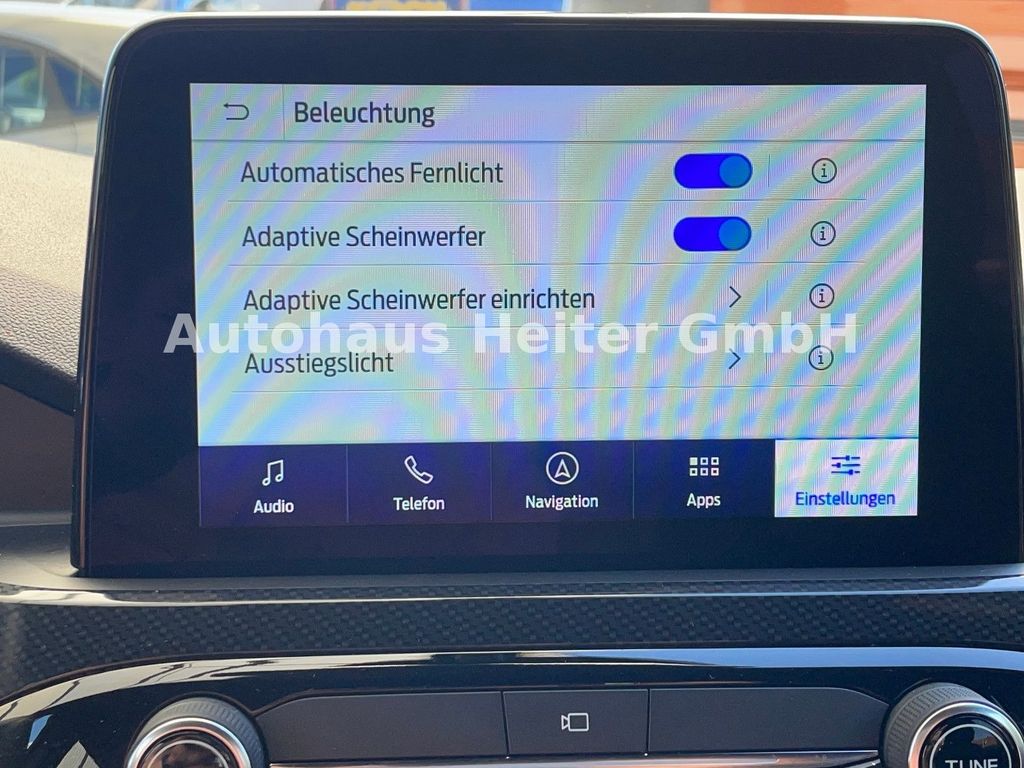 Beleuchtung
Automatisches Fernlicht
Adaptive Scheinwerfer
Adaptive Scheinwerfer einrichten
Autohaus Heiter GmbH
Ausstiegslicht
Audio
Telefon
Navigation
Apps
Einstellungen
TUNE